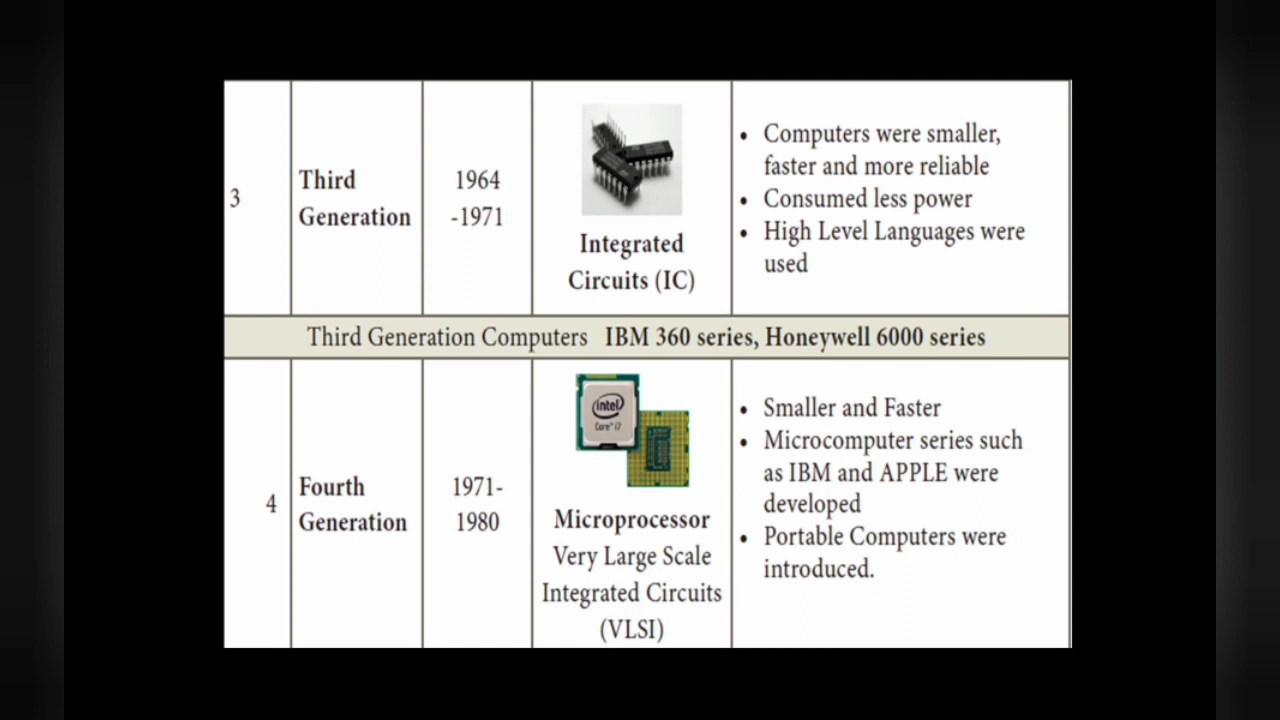 3
Third
Generation
1964
-1971
Integrated
Circuits (IC)
• Computers were smaller,
faster and more reliable
• Consumed less power
• High Level Languages were
used
Third Generation Computers IBM 360 series, Honeywell 6000 series
4
Fourth
Generation
1971-
1980
intel
Core™ i7
Microprocessor
Very Large Scale
Integrated Circuits
(VLSI)
• Smaller and Faster
• Microcomputer series such
as IBM and APPLE were
developed
• Portable Computers were
introduced.